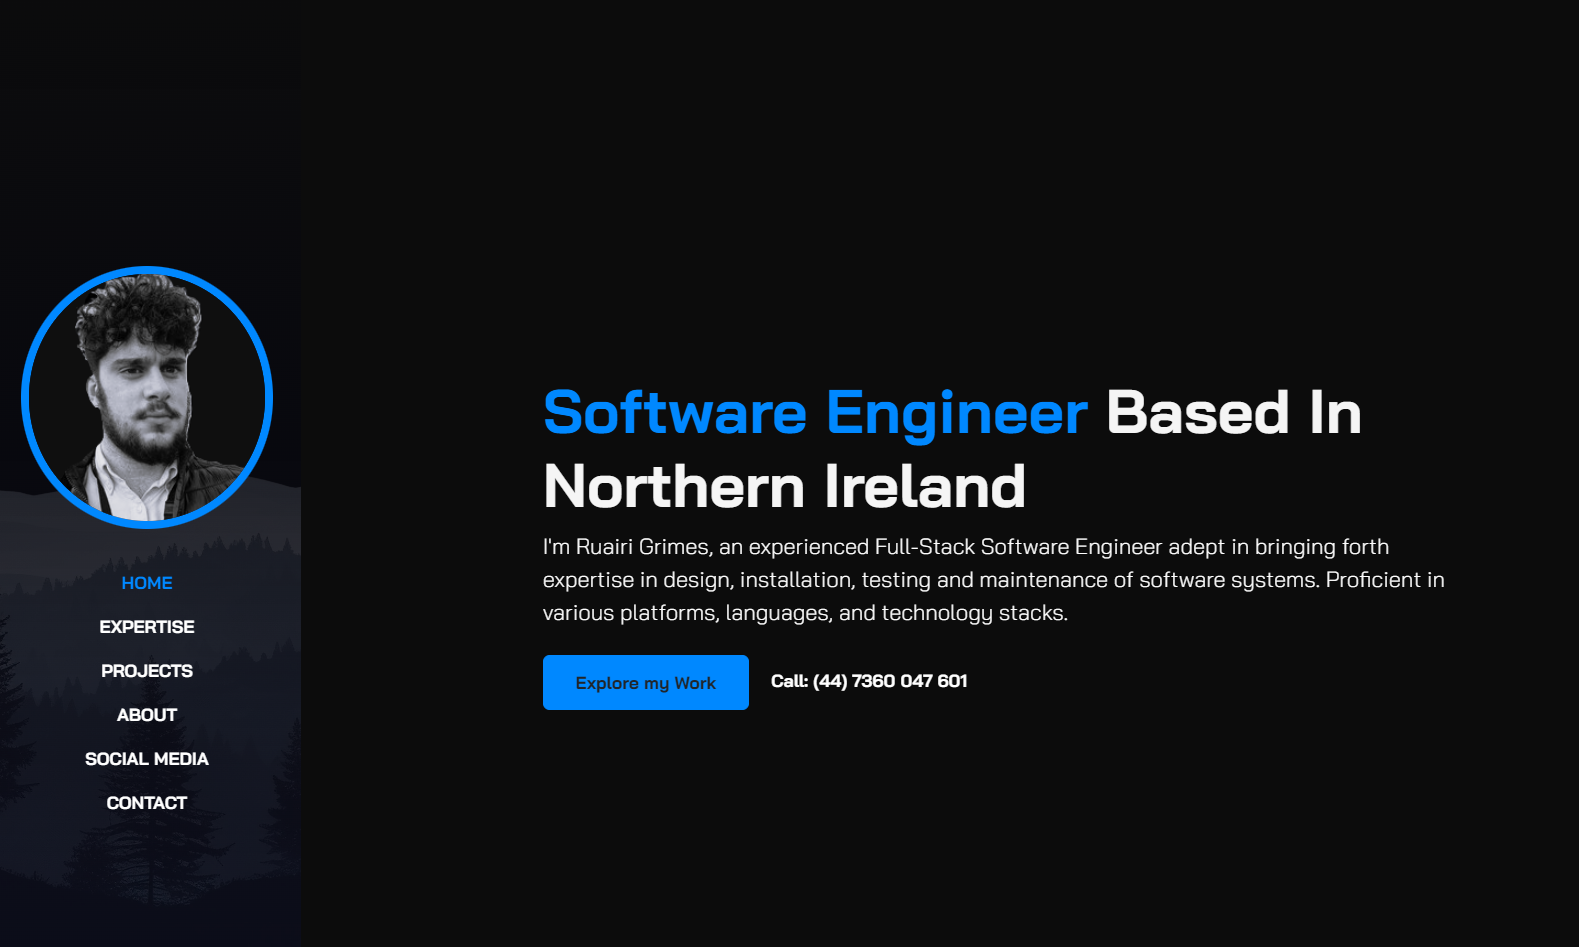 HOME
EXPERTISE
PROJECTS
ABOUT
SOCIAL MEDIA
CONTACT
Software Engineer Based In
Northern Ireland
I'm Ruairi Grimes, an experienced Full-Stack Software Engineer adept in bringing forth
expertise in design, installation, testing and maintenance of software systems. Proficient in
various platforms, languages, and technology stacks.
Explore my Work
Call: (44) 7360 047 601